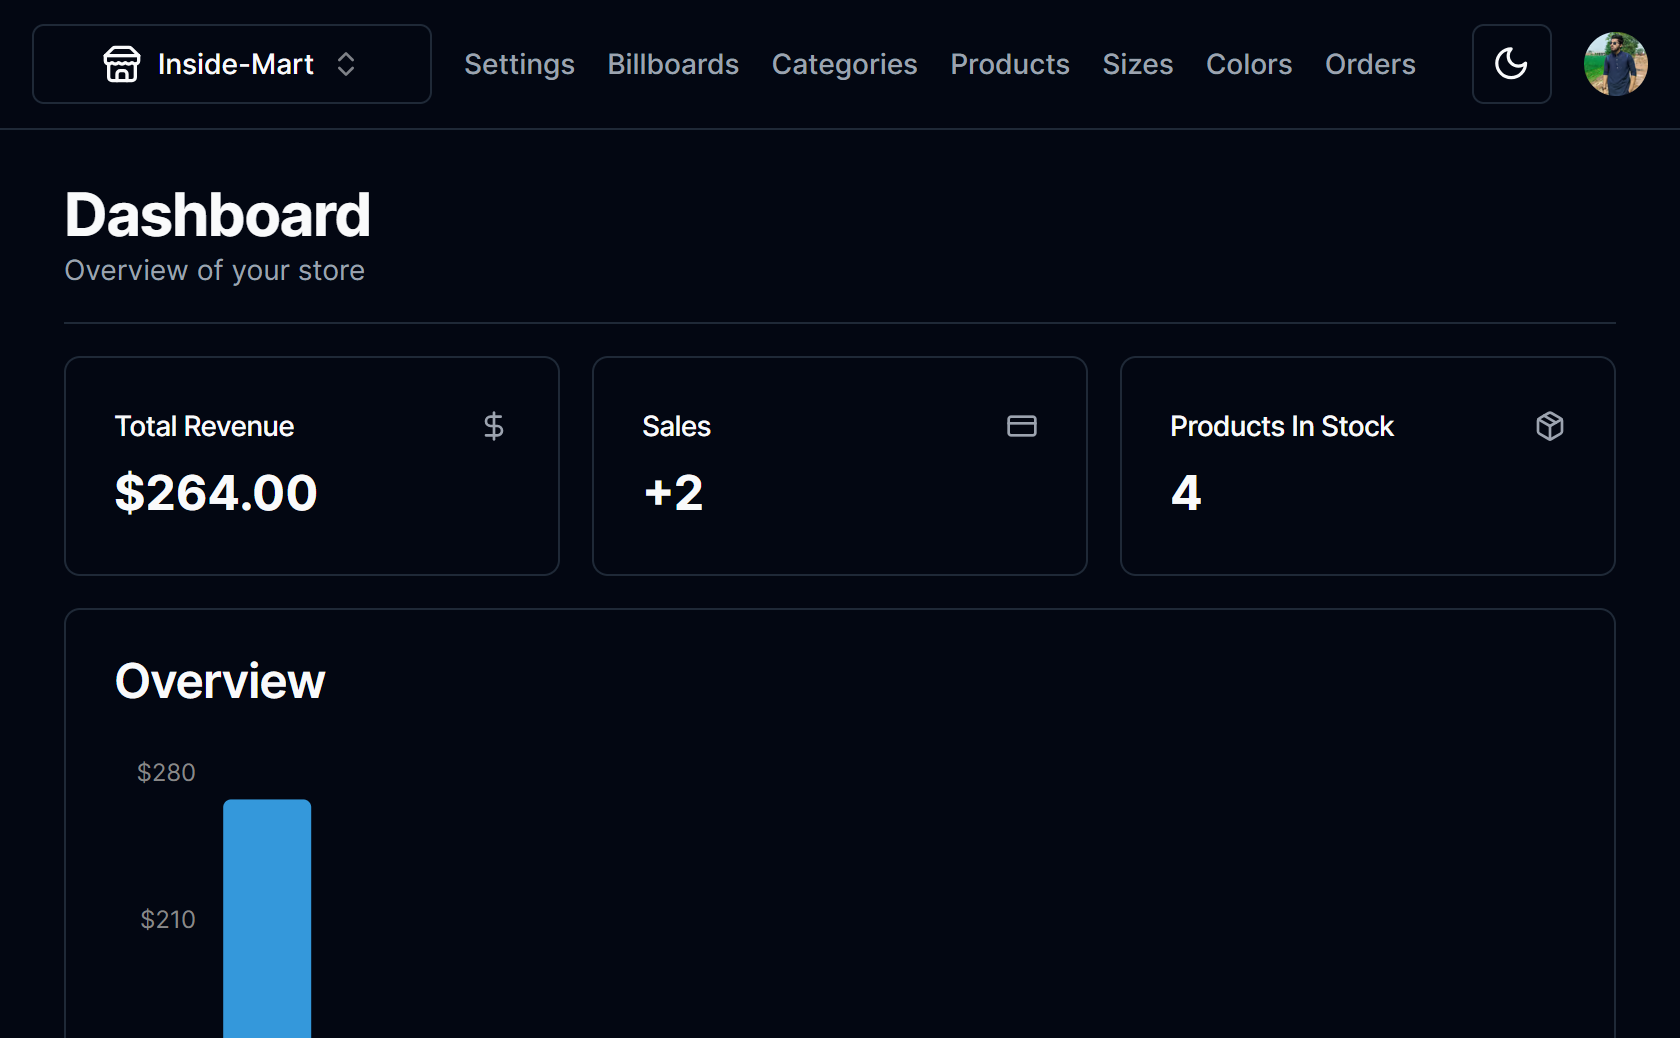 Inside-Mart Settings Billboards Categories Products Sizes Colors Orders
Dashboard
Overview of your store
Total Revenue
$264.00
Sales
+2
Products In Stock
4
Overview
$280
$210